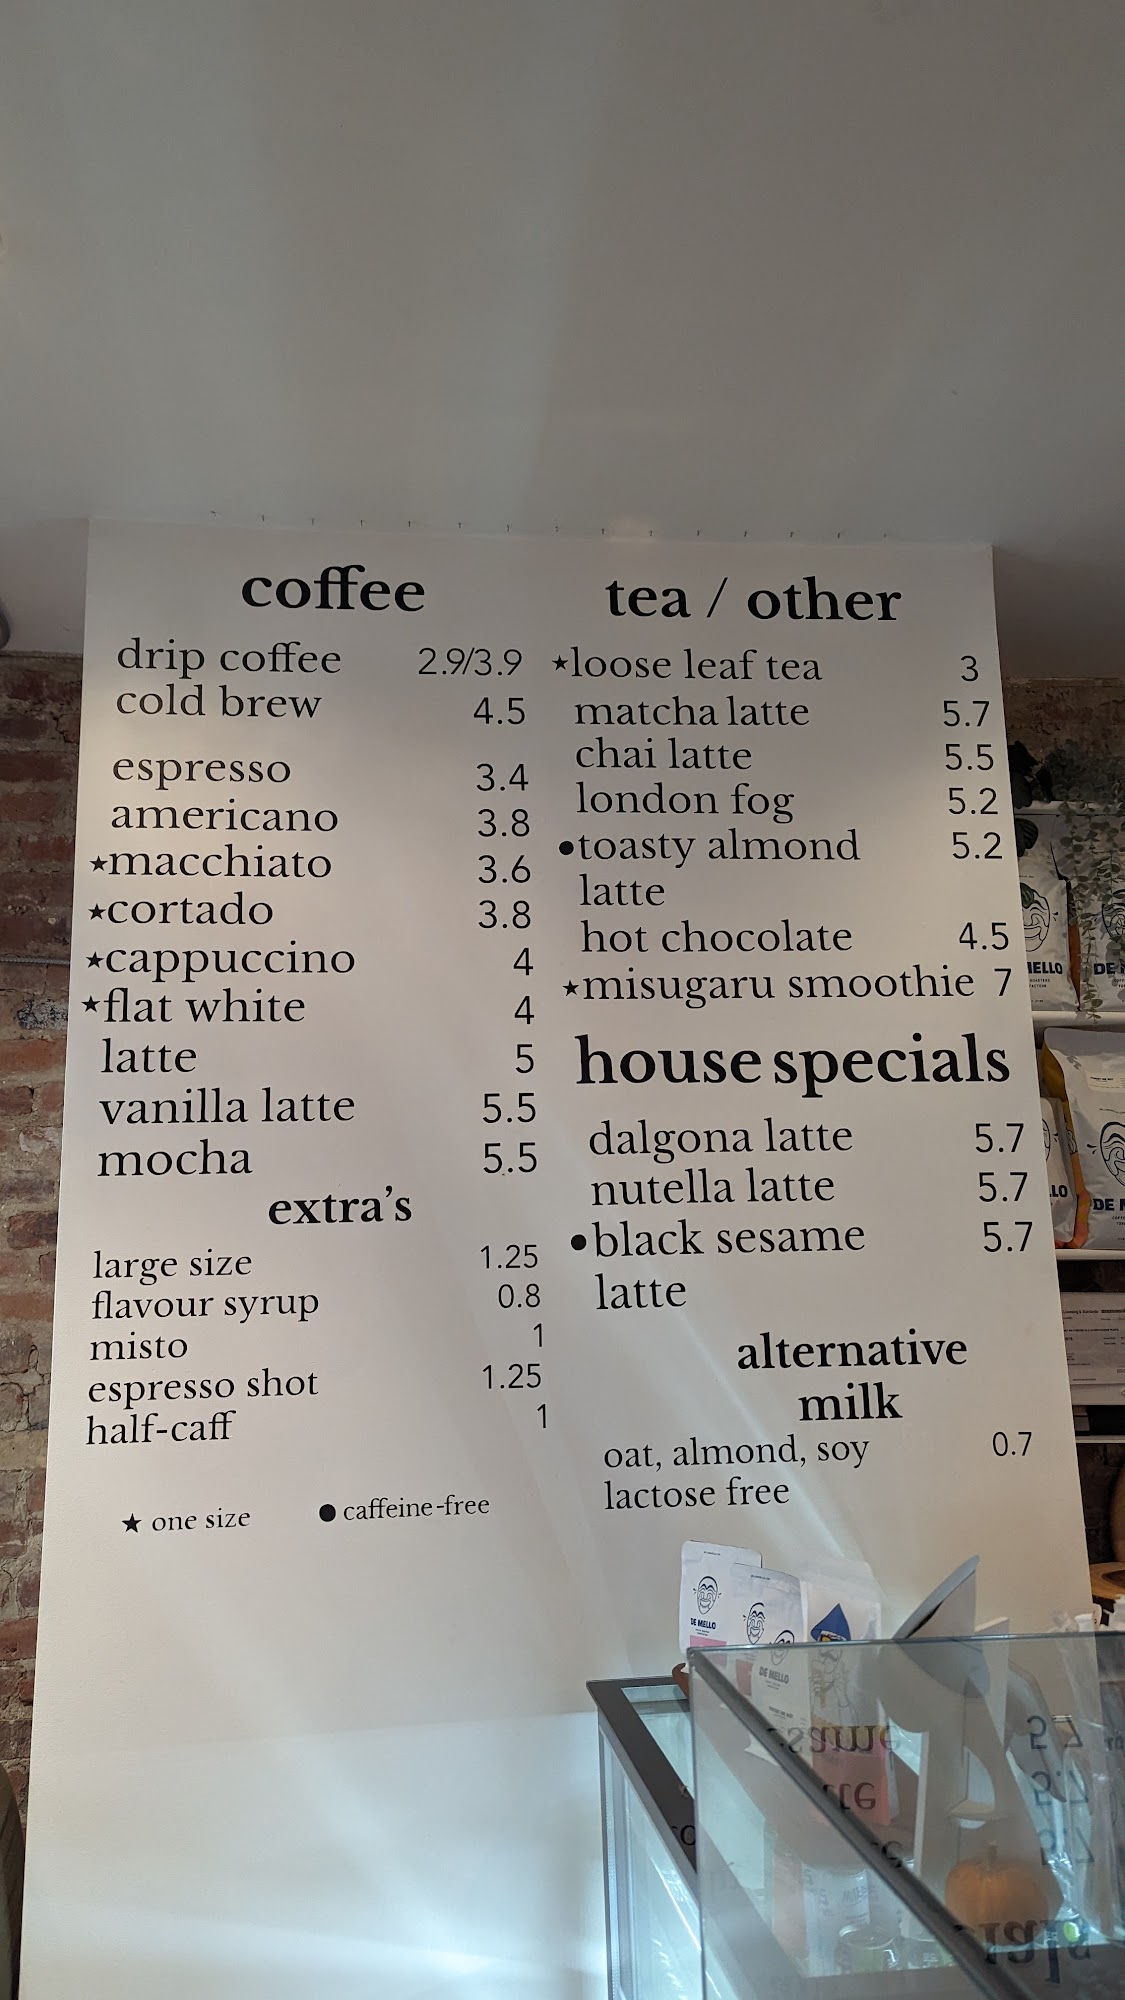 coffee
drip coffee 2.9/3.9
cold brew 4.5
espresso 3.4
americano 3.8
★macchiato 3.6
★cortado 3.8
★cappuccino 4
★flat white 4
latte 5
vanilla latte 5.5
mocha 5.5
extra's
large size 1.25
flavour syrup 0.8
misto 1
espresso shot 1.25
half-caff 1
★ one size ● caffeine-free
tea / other
★loose leaf tea 3
matcha latte 5.7
chai latte 5.5
london fog 5.2
●toasty almond 5.2
latte
hot chocolate 4.5
★misugaru smoothie 7
house specials
dalgona latte 5.7
nutella latte 5.7
●black sesame 5.7
latte
alternative
milk
oat, almond, soy 0.7
lactose free
DE MELLO
DE MELLO